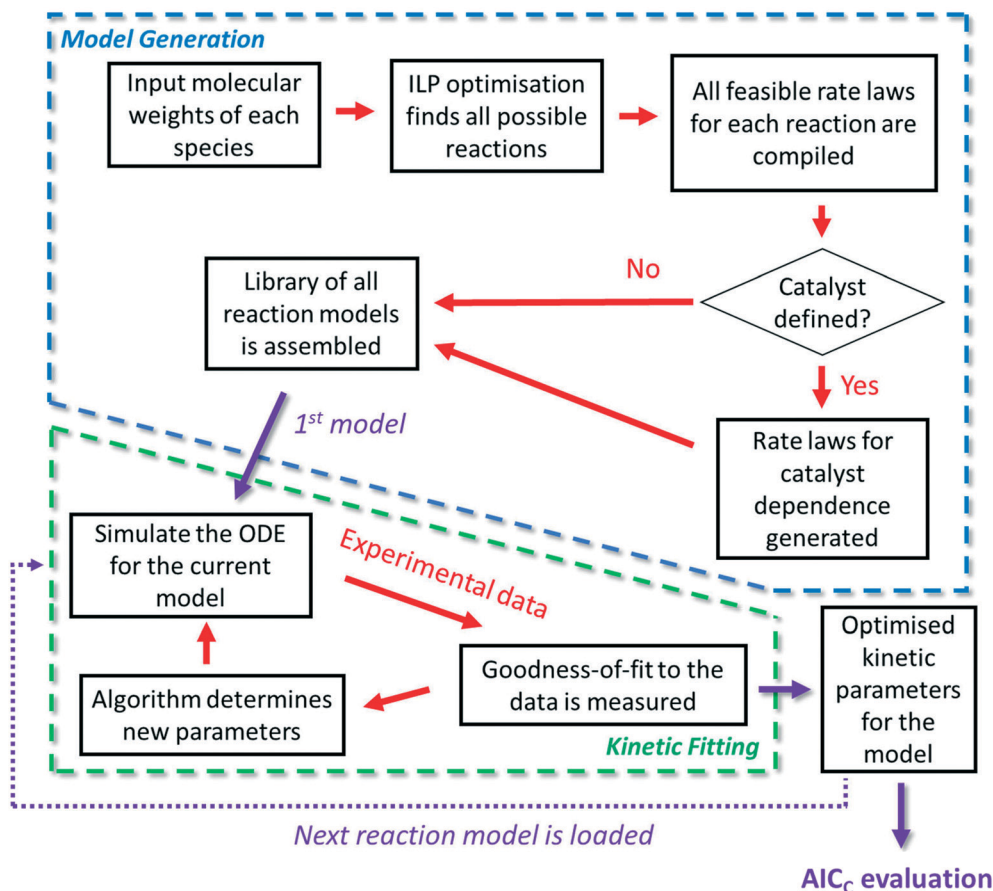 Model Generation
Input molecular
weights of each
species
ILP optimisation
finds all possible
reactions
All feasible rate laws
for each reaction are
compiled
Catalyst
defined?
No
Yes
Library of all
reaction models
is assembled
Rate laws for
catalyst
dependence
generated
1st model
Simulate the ODE
for the current
model
Experimental data
Goodness-of-fit to the
data is measured
Algorithm determines
new parameters
Kinetic Fitting
Optimised
kinetic
parameters
for the
model
Next reaction model is loaded
AICC evaluation